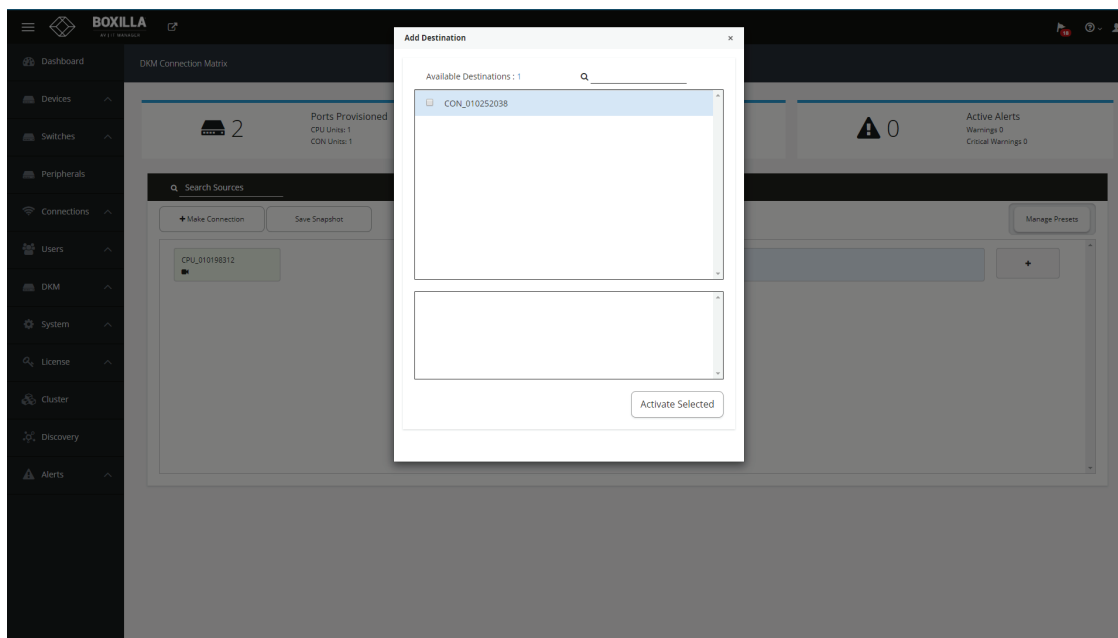 BOXILLA
Add Destination
×
18
Dashboard
DKM Connection Matrix
Available Destinations : 1
CON_010252038
Devices
2
Ports Provisioned
CPU Units: 1
CON Units: 1
0
Active Alerts
Warnings 0
Critical Warnings 0
Switches
Peripherals
Search Sources
Connections
+ Make Connection
Save Snapshot
Manage Presets
Users
CPU_010198312
+
DKM
System
License
Cluster
Activate Selected
Discovery
Alerts